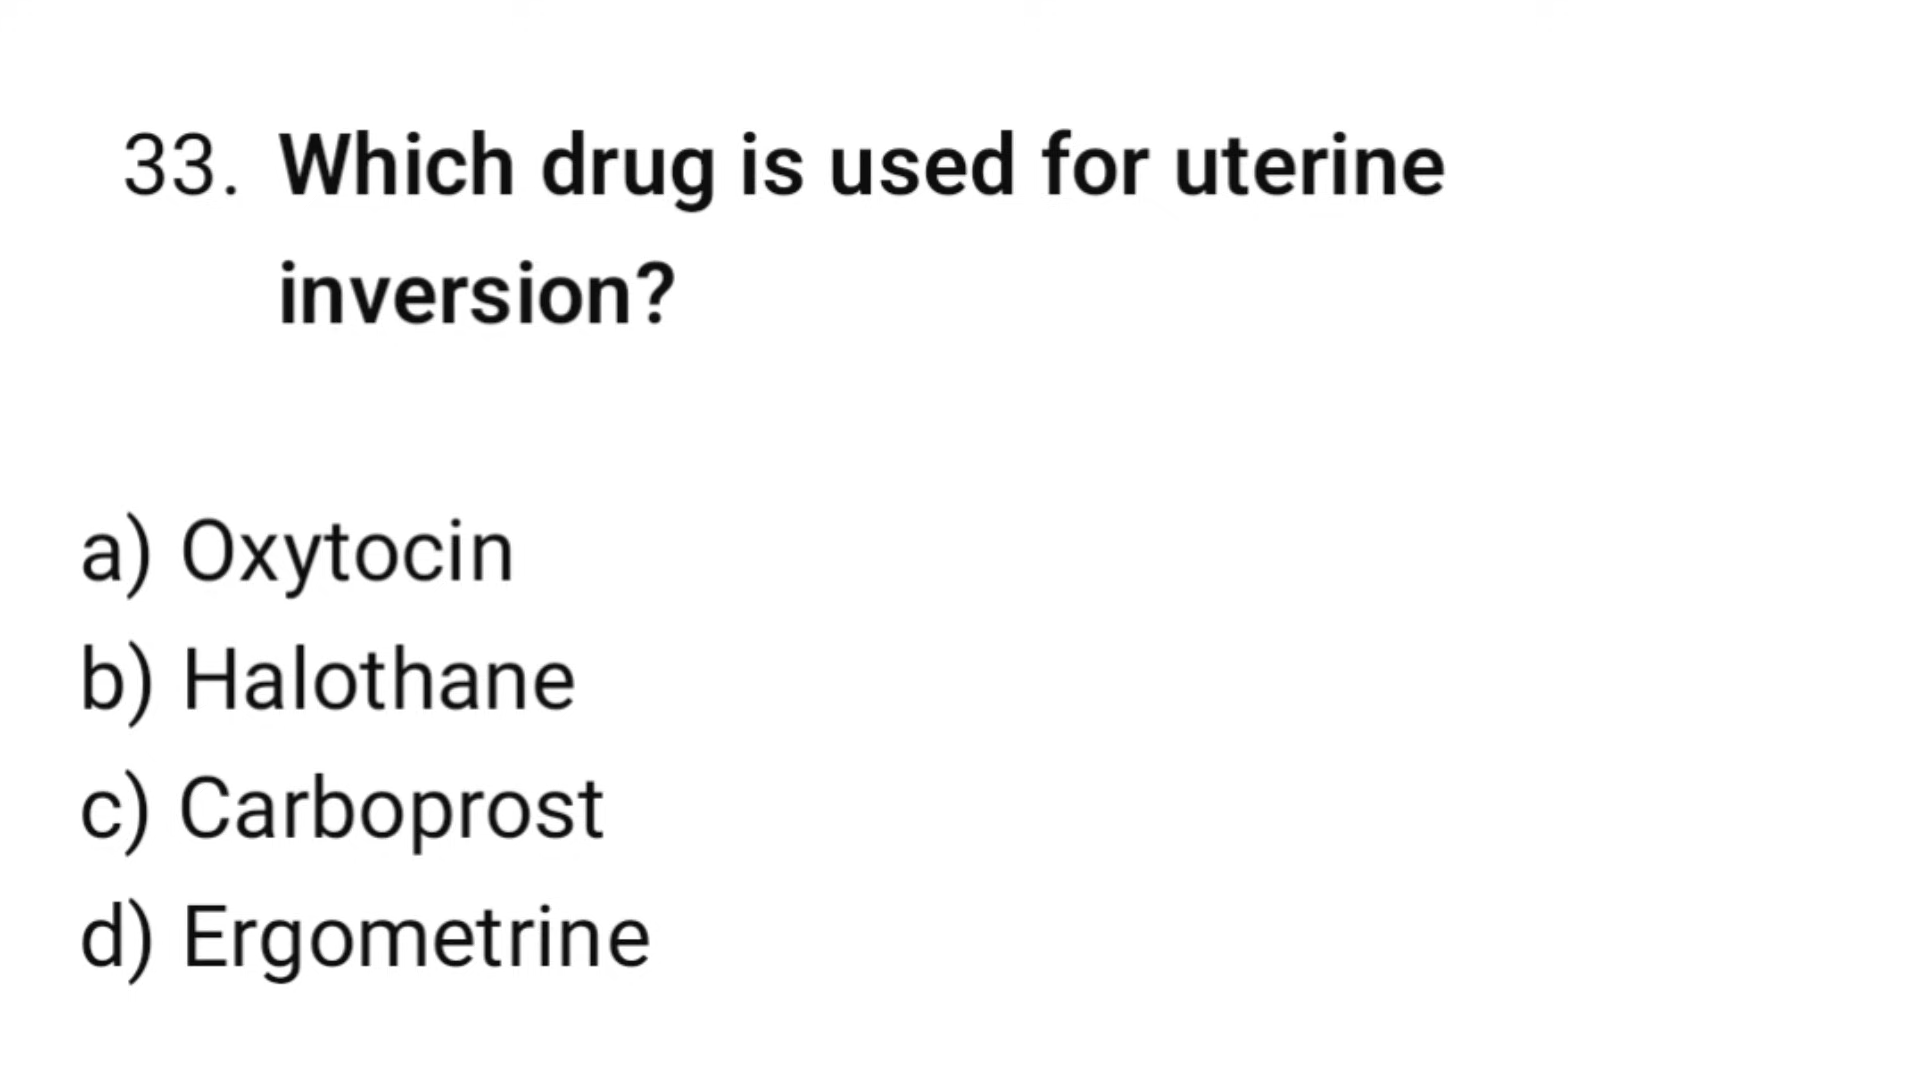 33. Which drug is used for uterine
inversion?
a) Oxytocin
b) Halothane
c) Carboprost
d) Ergometrine